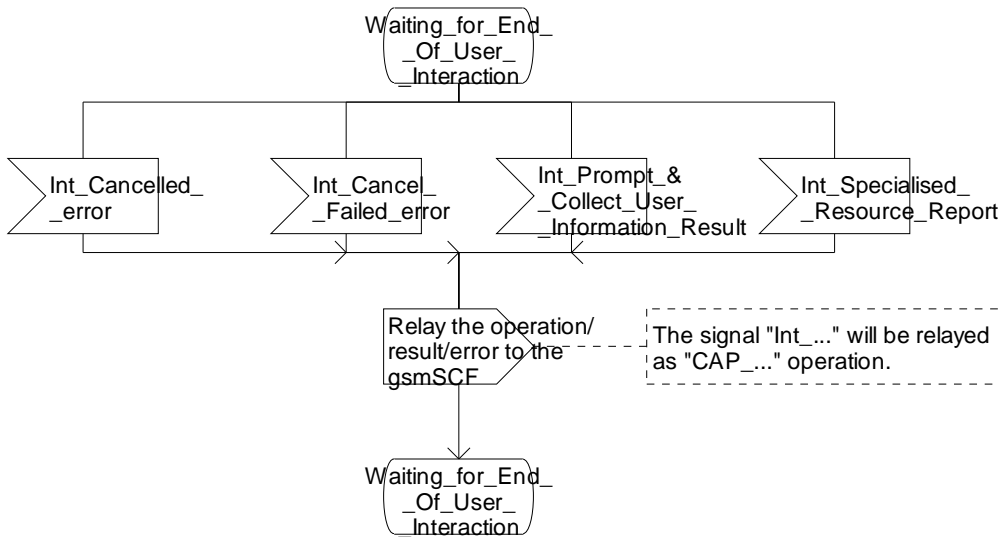 Waiting_for_End_
_Of_User_
_Interaction
Int_Cancelled_
_error
Int_Cancel_
_Failed_error
Int_Prompt_&
_Collect_User_
_Information_Result
Int_Specialised_
_Resource_Report
Relay the operation/
result/error to the
gsmSCF
The signal "Int_..." will be relayed
as "CAP_..." operation.
Waiting_for_End_
_Of_User_
_Interaction